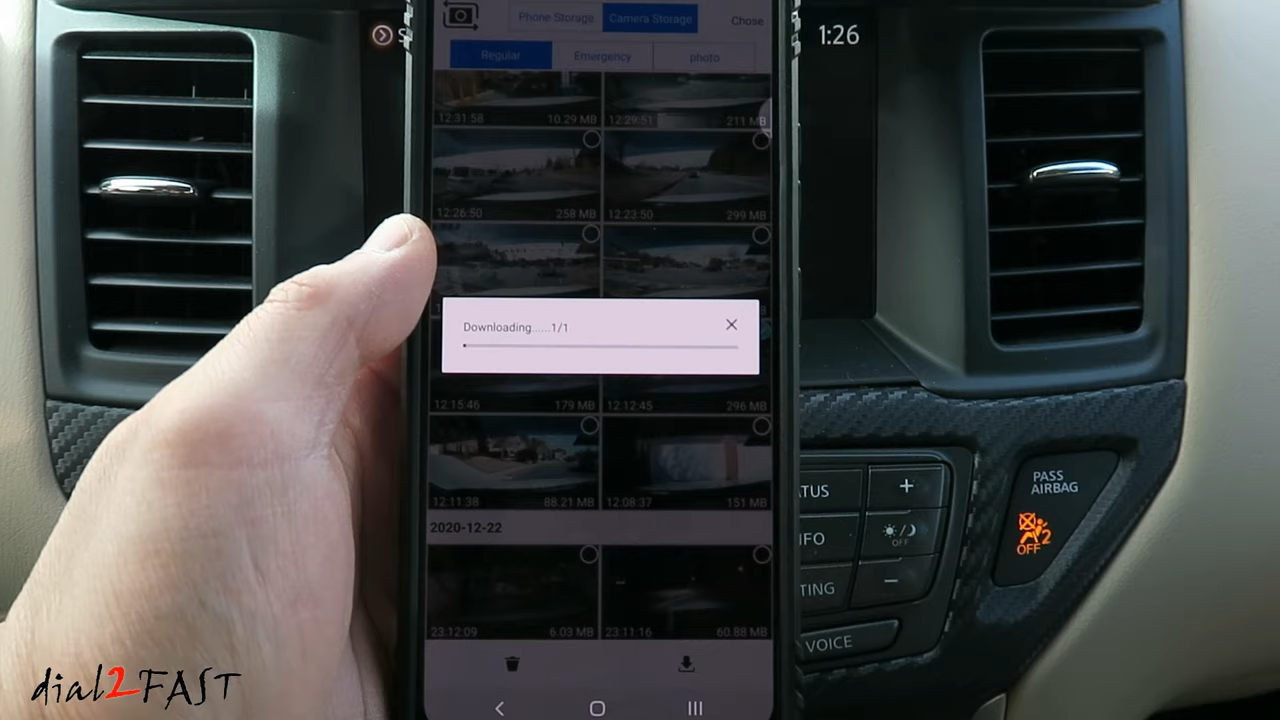 Phone Storage Camera Storage Chose
1:26
Regular Emergency photo
12:31:58 10.29 MB 12:29:51 211 MB
12:26:50 258 MB 12:23:50 299 MB
Downloading......1/1
12:15:46 179 MB 12:12:45 296 MB
12:11:38 88.21 MB 12:08:37 151 MB
2020-12-22
23:12:09 6.03 MB 23:11:16 60.88 MB
ATUS +
NFO OFF
TING -
VOICE
PASS
AIRBAG
2
OFF
dial2FAST